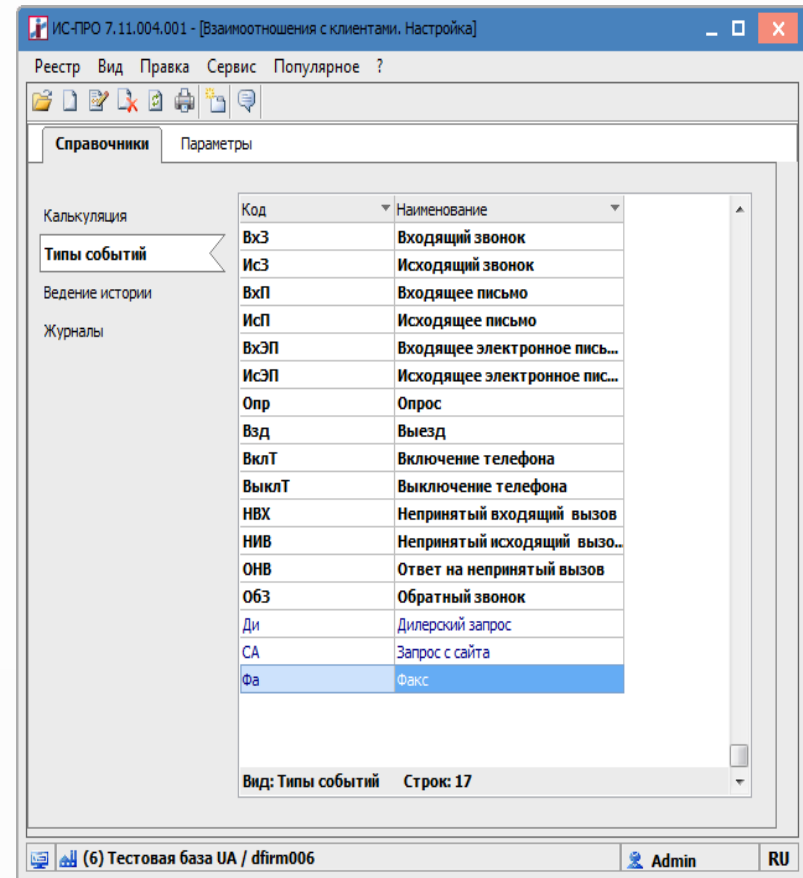 ИС-ПРО 7.11.004.001 - [Взаимоотношения с клиентами. Настройка]
Реестр Вид Правка Сервис Популярное ?
Справочники Параметры
Калькуляция
Типы событий
Ведение истории
Журналы
Код Наименование
ВхЗ Входящий звонок
ИсЗ Исходящий звонок
ВхП Входящее письмо
ИсП Исходящее письмо
ВхЭП Входящее электронное пись...
ИсЭП Исходящее электронное пис...
Опр Опрос
Взд Выезд
ВклТ Включение телефона
ВыклТ Выключение телефона
НВХ Непринятый входящий вызов
НИВ Непринятый исходящий вызо...
ОНВ Ответ на непринятый вызов
ОбЗ Обратный звонок
Ди Дилерский запрос
СА Запрос с сайта
Фа Факс
Вид: Типы событий Строк: 17
(6) Тестовая база UA / dfirm006 Admin RU